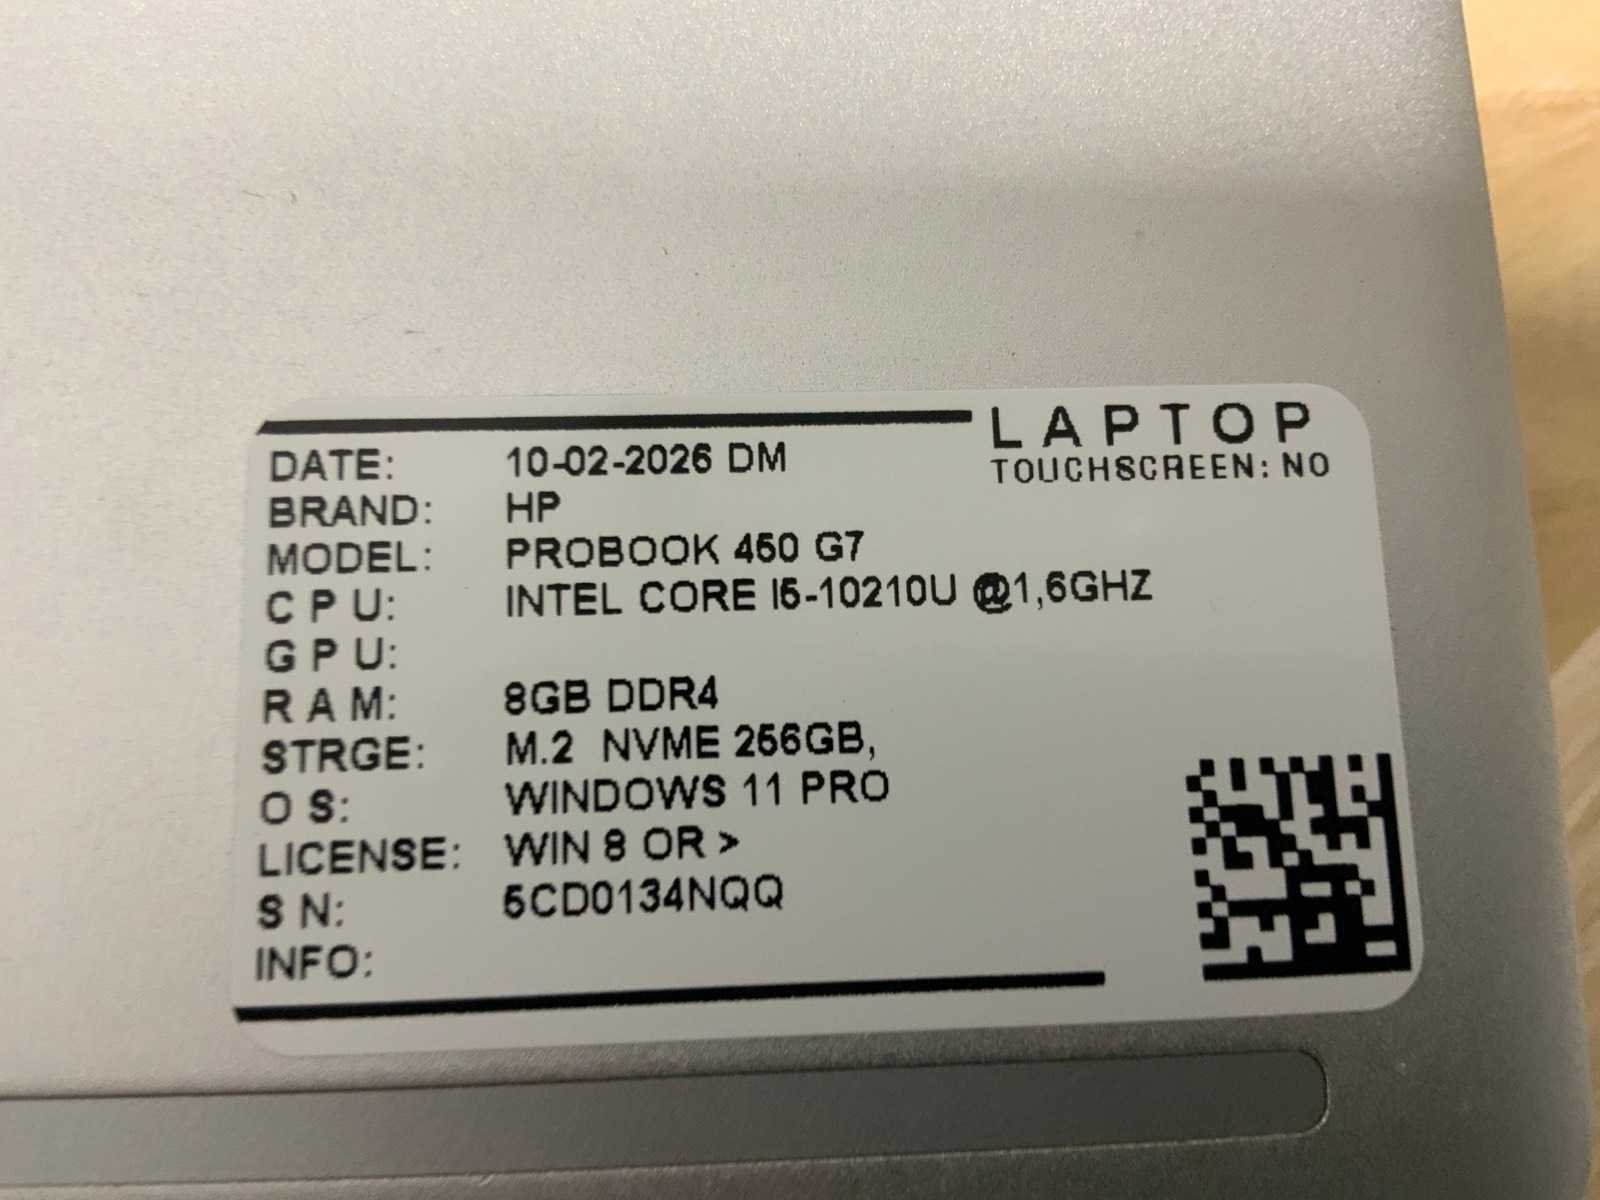 LAPTOP
TOUCHSCREEN: NO
DATE: 10-02-2026 DM
BRAND: HP
MODEL: PROBOOK 450 G7
CPU: INTEL CORE I5-10210U @1,6GHZ
GPU:
RAM: 8GB DDR4
STRGE: M.2 NVME 256GB,
OS: WINDOWS 11 PRO
LICENSE: WIN 8 OR >
SN: 5CD0134NQQ
INFO: